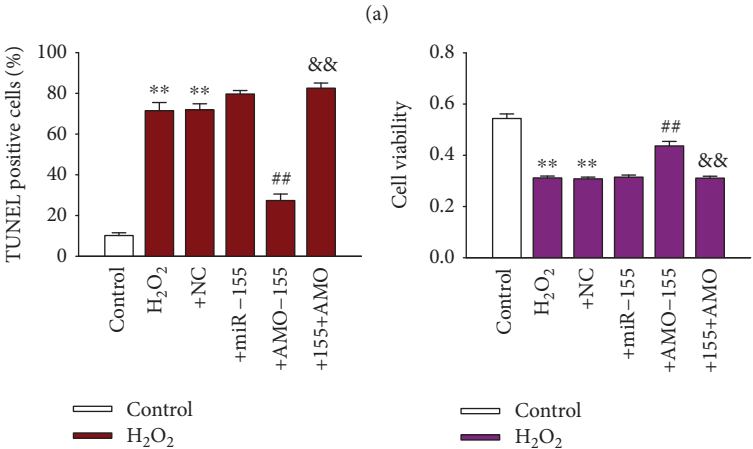 (a)
TUNEL positive cells (%)
100
80
60
40
20
0
**
**
##
&&
Control
H₂O₂
+NC
+miR−155
+AMO−155
+155+AMO
Control
H₂O₂
Cell viability
0.8
0.6
0.4
0.2
0.0
**
**
##
&&
Control
H₂O₂
+NC
+miR−155
+AMO−155
+155+AMO
Control
H₂O₂